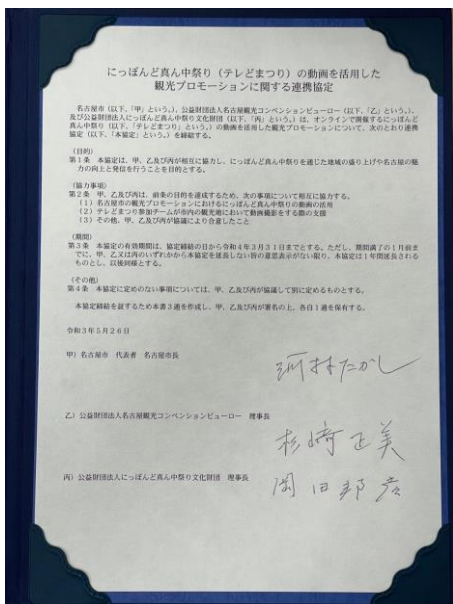 にっぽんど真ん中祭り（テレどまつり）の動画を活用した
観光プロモーションに関する連携協定
名古屋市（以下、「甲」という。）、公益財団法人名古屋観光コンベンションビューロー（以下、「乙」という。）、
及び公益財団法人にっぽんど真ん中祭り文化財団（以下、「丙」という。）は、オンラインで開催するにっぽんど
真ん中祭り（以下、「テレどまつり」という。）の動画を活用した観光プロモーションについて、次のとおり連携
協定（以下、「本協定」という。）を締結する。
（目的）
第１条　本協定は、甲、乙及び丙が相互に協力し、にっぽんど真ん中祭りを通じた地域の盛り上げや名古屋の魅
力の向上と発信を行うことを目的とする。
（協力事項）
第２条　甲、乙及び丙は、前条の目的を達成するため、次の事項について相互に協力する。
（１）名古屋市の観光プロモーションにおけるにっぽんど真ん中祭りの動画の活用
（２）テレどまつり参加チームが市内の観光地において動画撮影をする際の支援
（３）その他、甲、乙及び丙が協議により合意したこと
（期間）
第３条　本協定の有効期間は、協定締結の日から令和４年３月３１日までとする。ただし、期間満了の１月前ま
でに、甲、乙又は丙のいずれかから本協定を延長しない旨の意思表示がない限り、本協定は１年間延長される
ものとし、以後同様とする。
（その他）
第４条　本協定に定めのない事項については、甲、乙及び丙が協議して別に定めるものとする。
本協定締結を証するため本書３通を作成し、甲、乙及び丙が署名の上、各自１通を保有する。
令和３年５月２６日
甲）名古屋市　代表者　名古屋市長
河村たかし
乙）公益財団法人名古屋観光コンベンションビューロー　理事長
杉﨑正美
丙）公益財団法人にっぽんど真ん中祭り文化財団　理事長
岡田邦彦